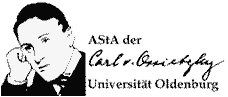 AStA der
Carl v. Ossietzky
Universität Oldenburg